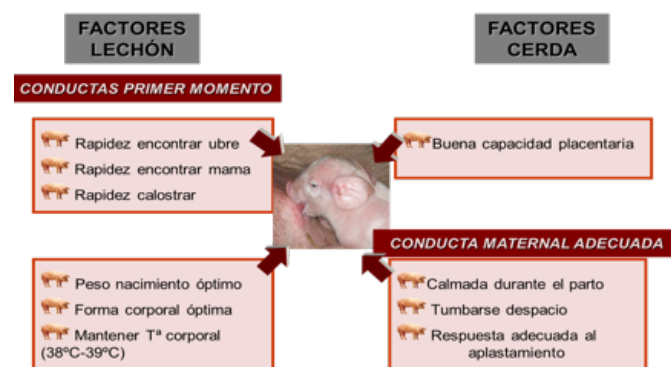 FACTORES
LECHÓN
FACTORES
CERDA
CONDUCTAS PRIMER MOMENTO
Rapidez encontrar ubre
Rapidez encontrar mama
Rapidez calostrar
Buena capacidad placentaria
Peso nacimiento óptimo
Forma corporal óptima
Mantener Tª corporal
(38ºC-39ºC)
CONDUCTA MATERNAL ADECUADA
Calmada durante el parto
Tumbarse despacio
Respuesta adecuada al
aplastamiento